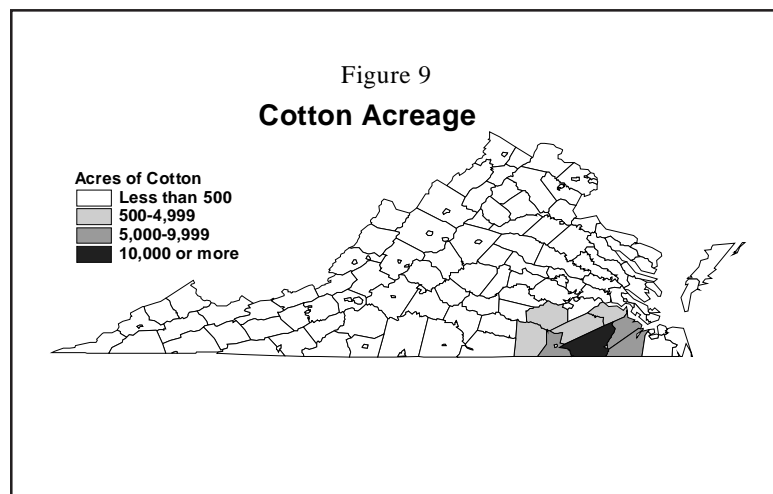 Figure 9
Cotton Acreage
Acres of Cotton
Less than 500
500-4,999
5,000-9,999
10,000 or more